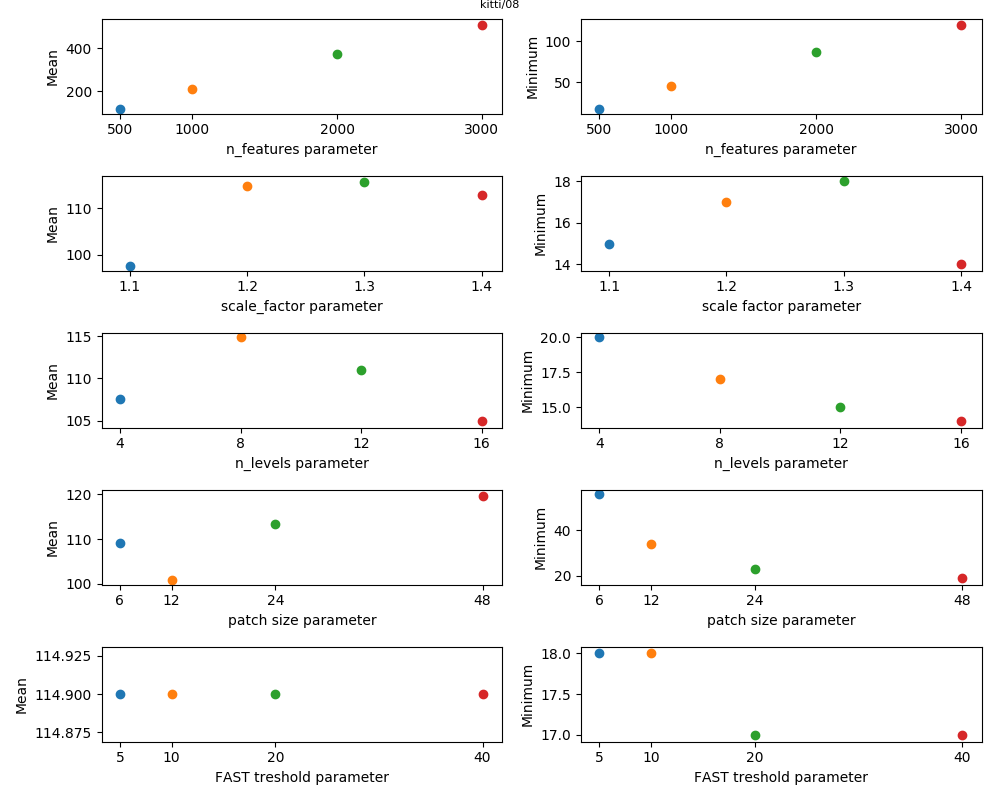 kitti/08
400
200
Mean
500 1000 2000 3000
n_features parameter
100
50
Minimum
500 1000 2000 3000
n_features parameter
110
100
Mean
1.1 1.2 1.3 1.4
scale_factor parameter
18
16
14
Minimum
1.1 1.2 1.3 1.4
scale factor parameter
115
110
105
Mean
4 8 12 16
n_levels parameter
20.0
17.5
15.0
Minimum
4 8 12 16
n_levels parameter
120
110
100
Mean
6 12 24 48
patch size parameter
40
20
Minimum
6 12 24 48
patch size parameter
114.925
114.900
114.875
Mean
5 10 20 40
FAST treshold parameter
18.0
17.5
17.0
Minimum
5 10 20 40
FAST treshold parameter